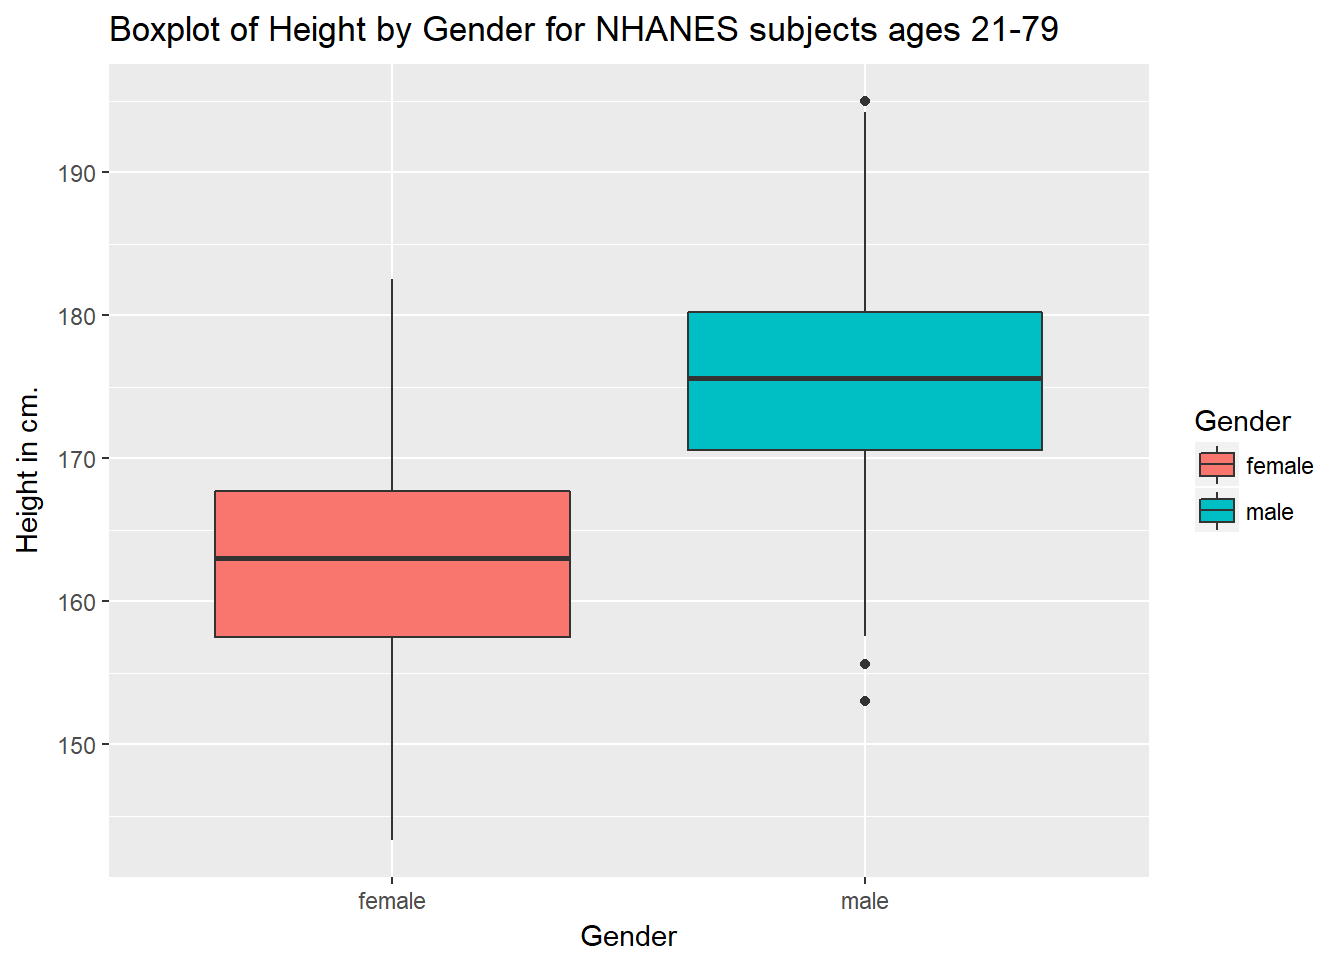 Boxplot of Height by Gender for NHANES subjects ages 21-79
190
180
170
160
150
Height in cm.
female
male
Gender
Gender
female
male